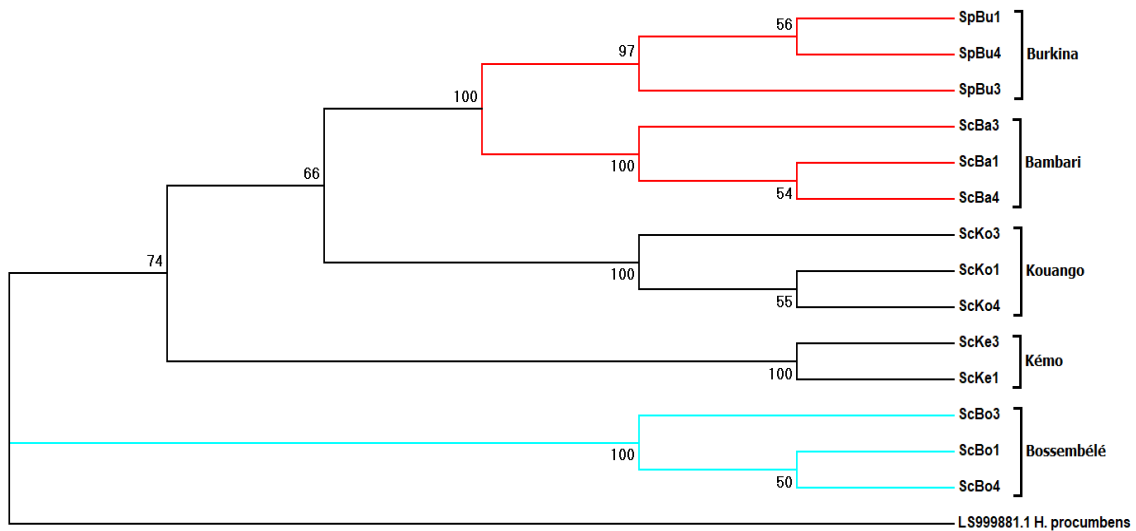 SpBu1
56
SpBu4
97
Burkina
SpBu3
100
ScBa3
ScBa1
100
Bambari
54
ScBa4
66
ScKo3
ScKo1
100
Kouango
55
ScKo4
74
ScKe3
Kémo
100
ScKe1
ScBo3
ScBo1
100
Bossembélé
50
ScBo4
LS999881.1 H. procumbens